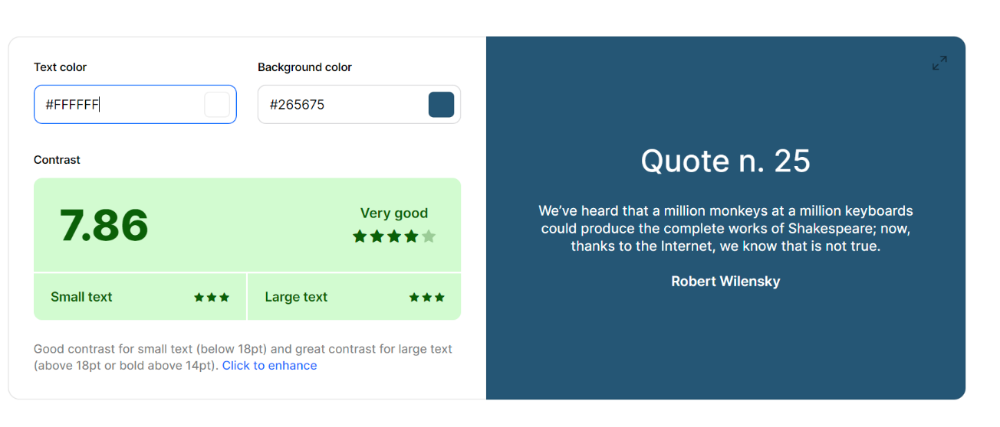 Text color
Background color
#FFFFFF
#265675
Contrast
7.86
Very good
Small text
Large text
Good contrast for small text (below 18pt) and great contrast for large text
(above 18pt or bold above 14pt). Click to enhance
Quote n. 25
We’ve heard that a million monkeys at a million keyboards
could produce the complete works of Shakespeare; now,
thanks to the Internet, we know that is not true.
Robert Wilensky